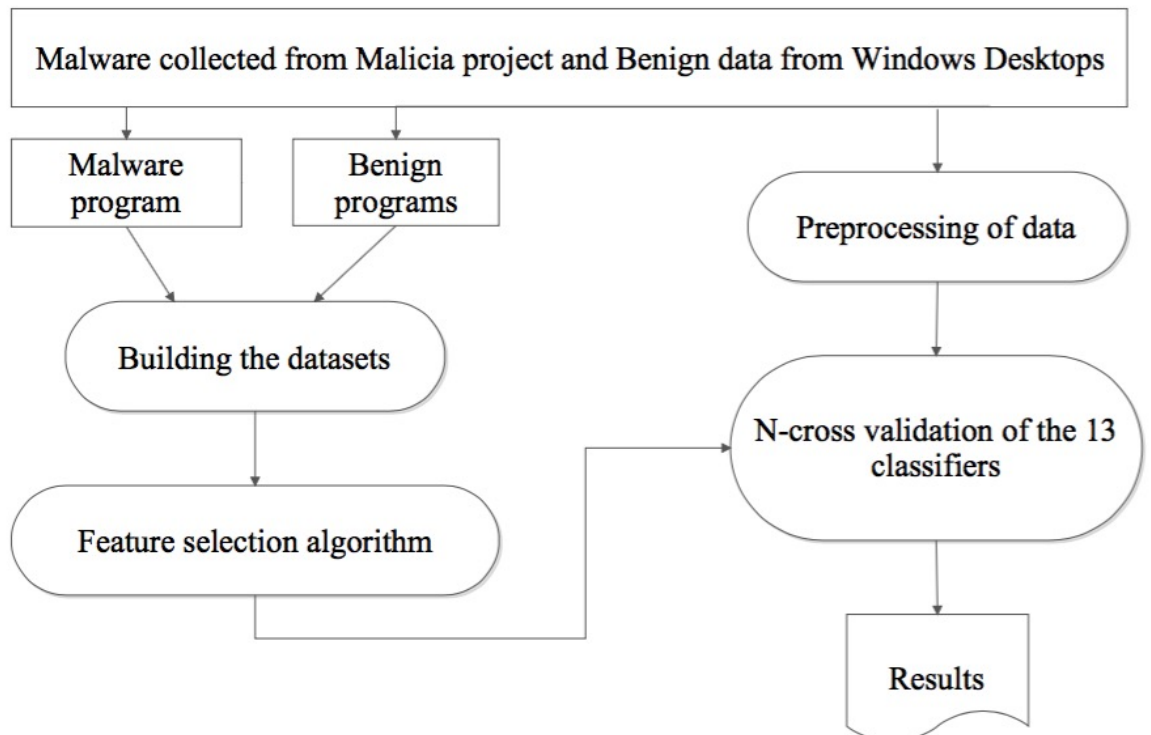 Malware collected from Malicia project and Benign data from Windows Desktops
Malware
program
Benign
programs
Preprocessing of data
Building the datasets
N-cross validation of the 13
classifiers
Feature selection algorithm
Results